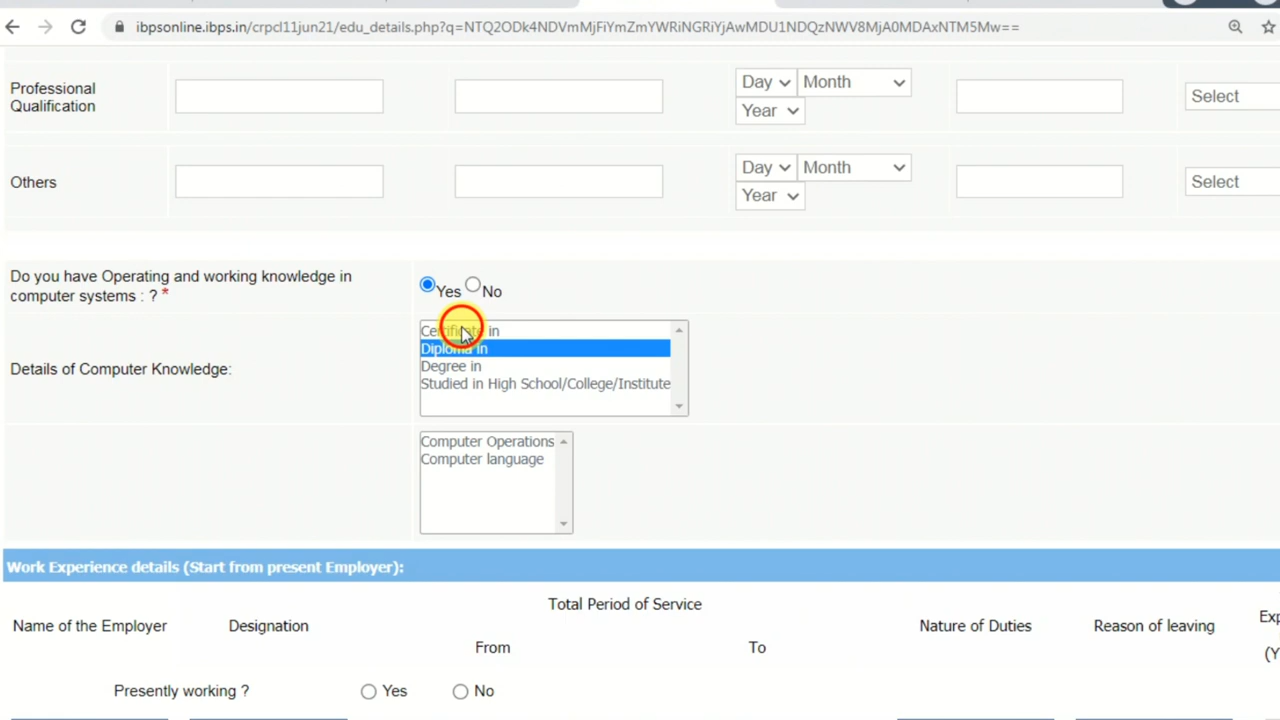 ibpsonline.ibps.in/crpcl11jun21/edu_details.php?q=NTQ2ODk4NDVmMjFiYmZmYWRiNGRiYjAwMDU1NDQzNWV8MjA0MDAxNTM5Mw==
Professional
Qualification
Day Month
Year
Select
Others
Day Month
Year
Select
Do you have Operating and working knowledge in
computer systems : ? *
Yes No
Details of Computer Knowledge:
Certificate in
Diploma in
Degree in
Studied in High School/College/Institute
Computer Operations
Computer language
Work Experience details (Start from present Employer):
Total Period of Service
Name of the Employer Designation From To Nature of Duties Reason of leaving
Presently working ? Yes No